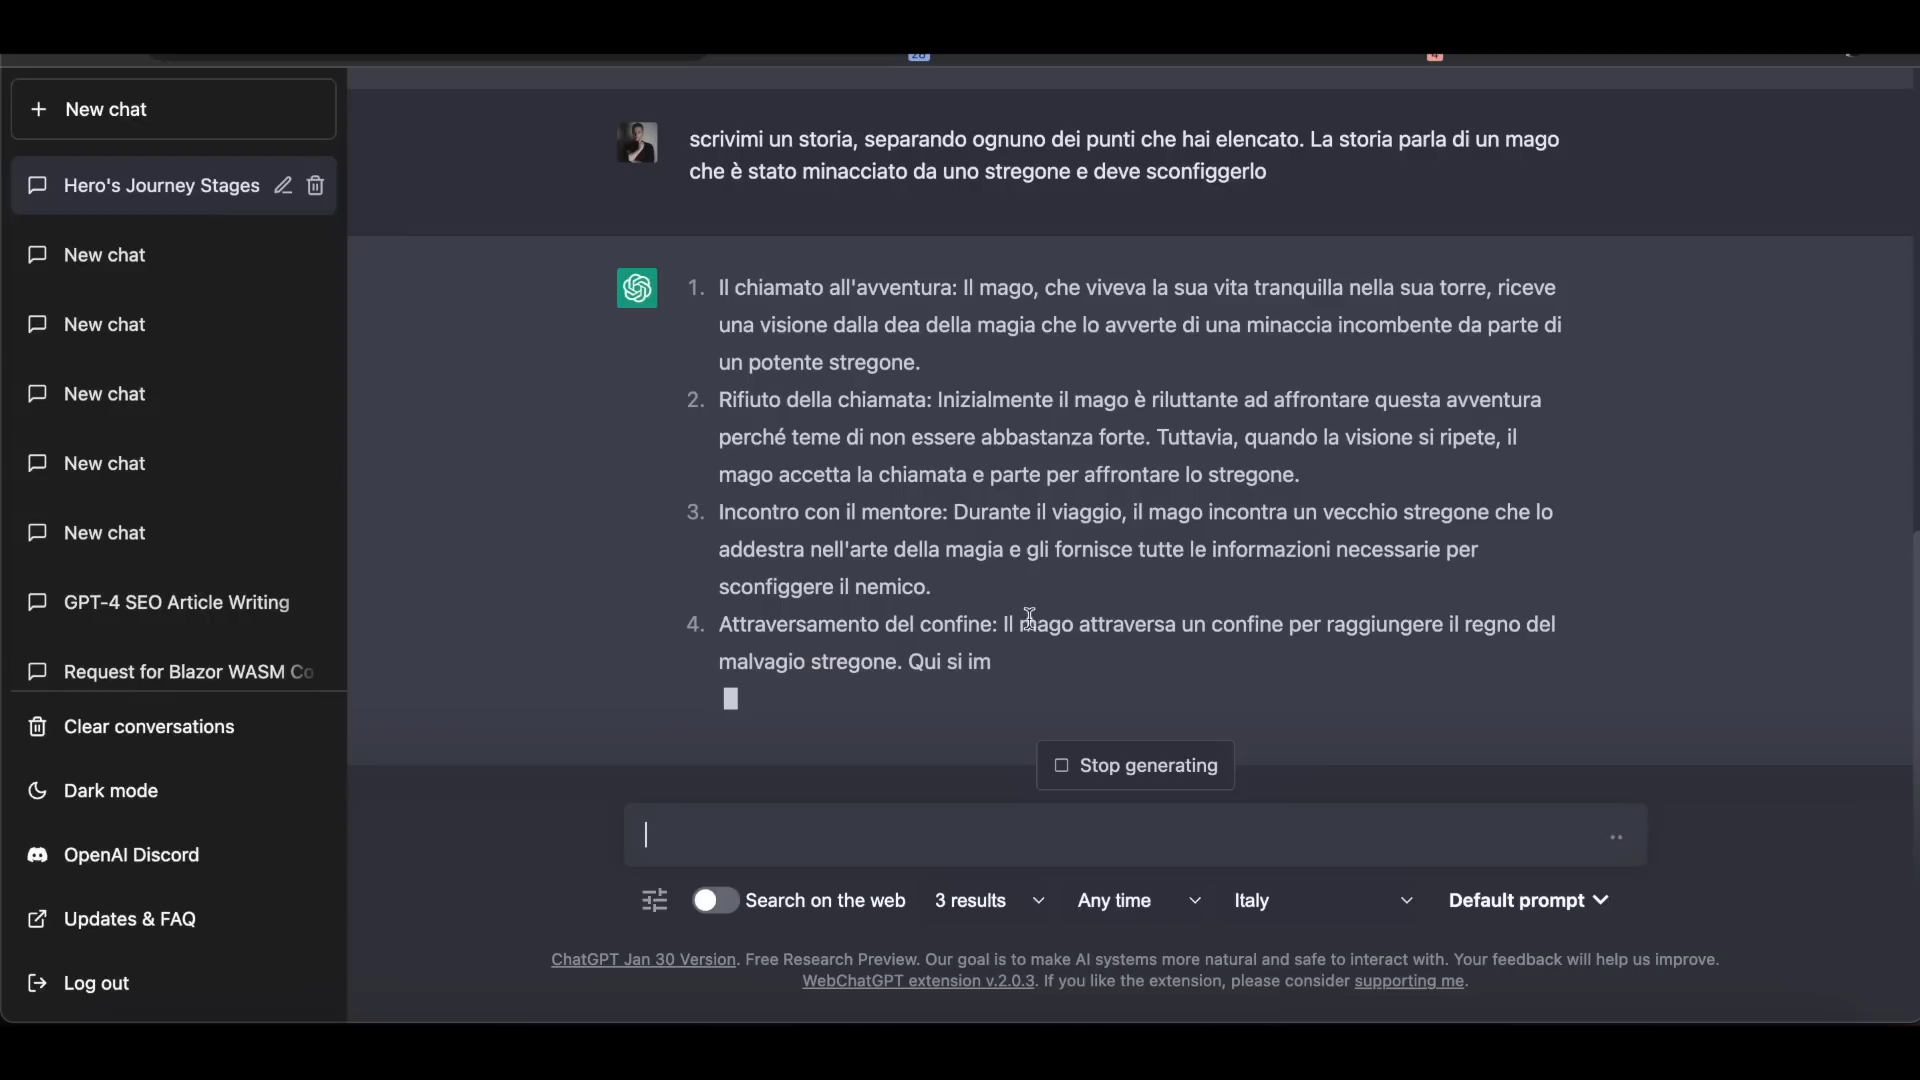 New chat
Hero's Journey Stages
New chat
New chat
New chat
New chat
New chat
GPT-4 SEO Article Writing
Request for Blazor WASM Co
Clear conversations
Dark mode
OpenAI Discord
Updates & FAQ
Log out
scrivimi un storia, separando ognuno dei punti che hai elencato. La storia parla di un mago
che è stato minacciato da uno stregone e deve sconfiggerlo
1. Il chiamato all'avventura: Il mago, che viveva la sua vita tranquilla nella sua torre, riceve
una visione dalla dea della magia che lo avverte di una minaccia incombente da parte di
un potente stregone.
2. Rifiuto della chiamata: Inizialmente il mago è riluttante ad affrontare questa avventura
perché teme di non essere abbastanza forte. Tuttavia, quando la visione si ripete, il
mago accetta la chiamata e parte per affrontare lo stregone.
3. Incontro con il mentore: Durante il viaggio, il mago incontra un vecchio stregone che lo
addestra nell'arte della magia e gli fornisce tutte le informazioni necessarie per
sconfiggere il nemico.
4. Attraversamento del confine: Il mago attraversa un confine per raggiungere il regno del
malvagio stregone. Qui si im
Stop generating
Search on the web 3 results Any time Italy Default prompt
ChatGPT Jan 30 Version. Free Research Preview. Our goal is to make AI systems more natural and safe to interact with. Your feedback will help us improve.
WebChatGPT extension v.2.0.3. If you like the extension, please consider supporting me.